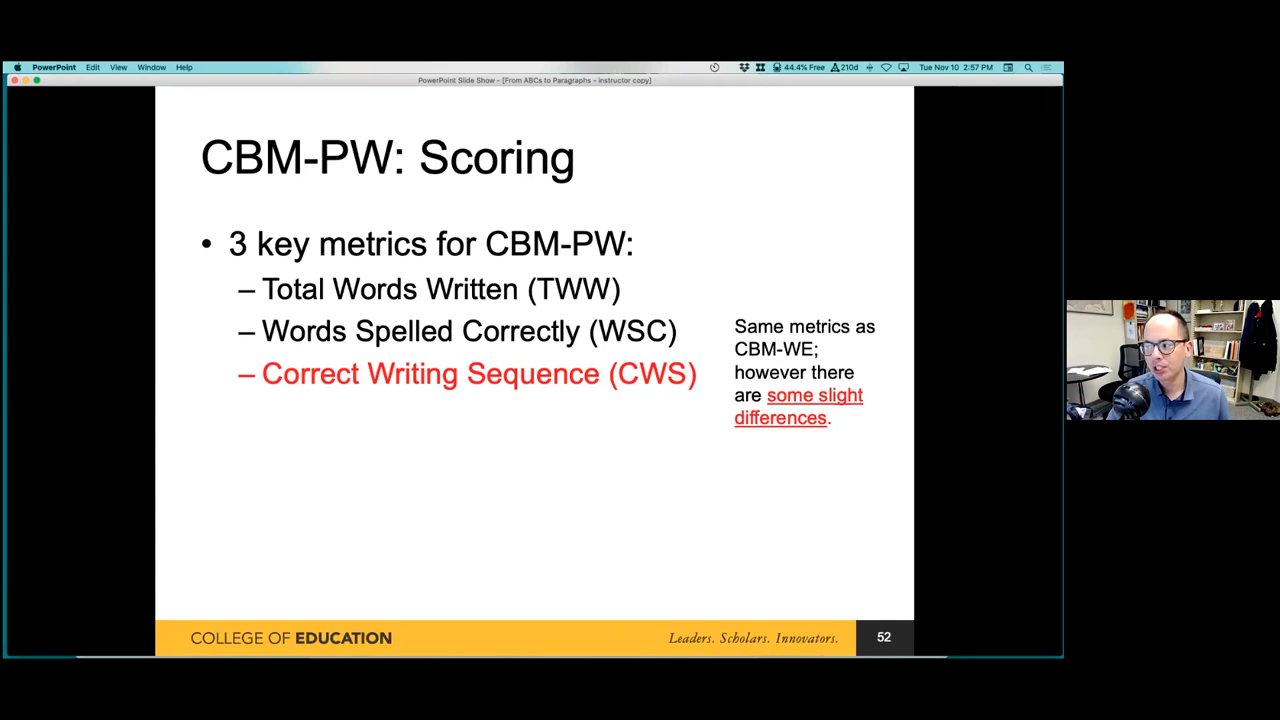 PowerPoint Edit View Window Help 44.4% Free 210d Tue Nov 10 2:57 PM
PowerPoint Slide Show - [From ABCs to Paragraphs - instructor copy]
CBM-PW: Scoring
• 3 key metrics for CBM-PW:
– Total Words Written (TWW)
– Words Spelled Correctly (WSC)
– Correct Writing Sequence (CWS)
Same metrics as
CBM-WE;
however there
are some slight
differences.
COLLEGE OF EDUCATION
Leaders. Scholars. Innovators.
52